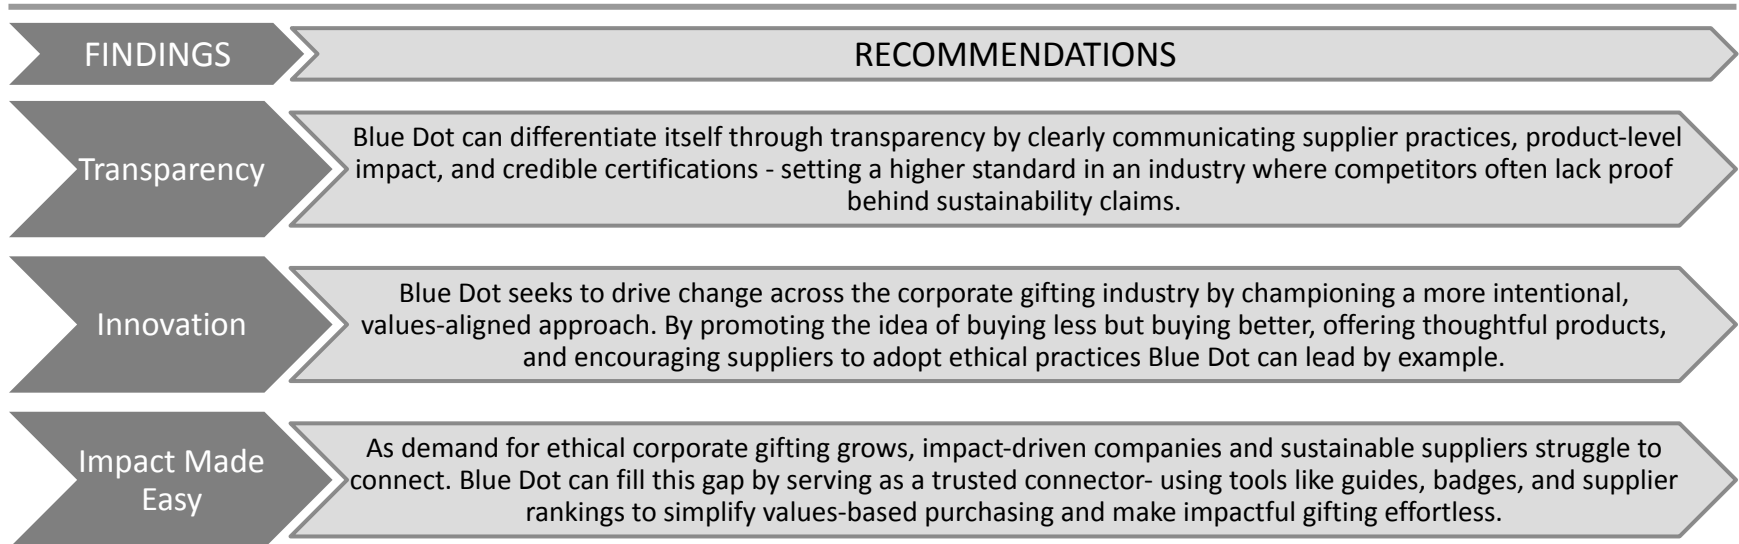 FINDINGS
RECOMMENDATIONS
Transparency
Blue Dot can differentiate itself through transparency by clearly communicating supplier practices, product-level
impact, and credible certifications - setting a higher standard in an industry where competitors often lack proof
behind sustainability claims.
Innovation
Blue Dot seeks to drive change across the corporate gifting industry by championing a more intentional,
values-aligned approach. By promoting the idea of buying less but buying better, offering thoughtful products,
and encouraging suppliers to adopt ethical practices Blue Dot can lead by example.
Impact Made
Easy
As demand for ethical corporate gifting grows, impact-driven companies and sustainable suppliers struggle to
connect. Blue Dot can fill this gap by serving as a trusted connector- using tools like guides, badges, and supplier
rankings to simplify values-based purchasing and make impactful gifting effortless.